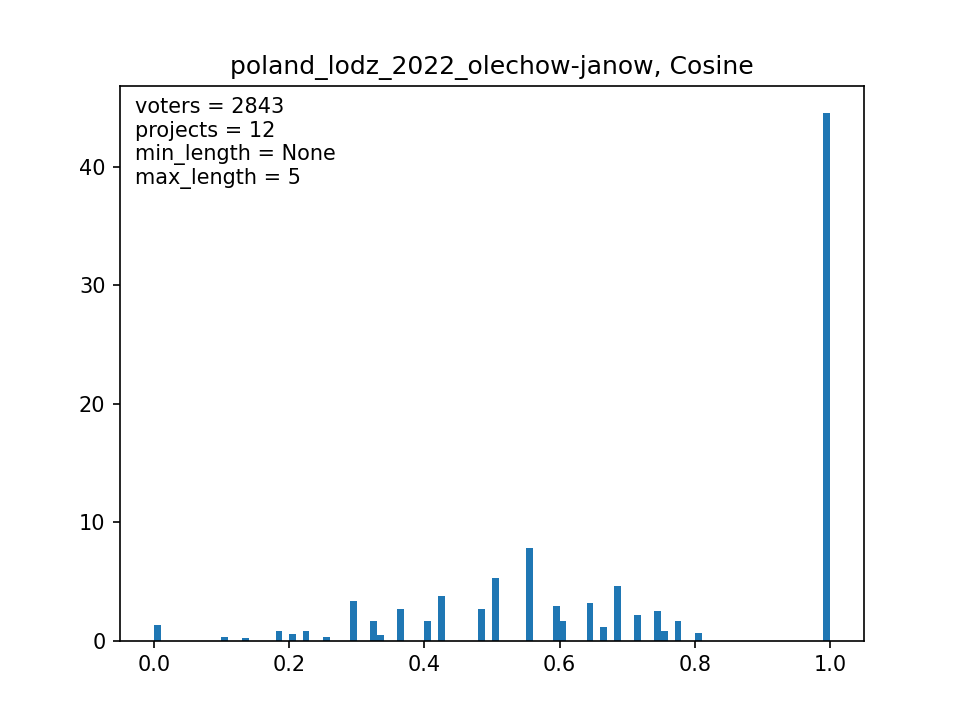 poland_lodz_2022_olechow-janow, Cosine
voters = 2843
projects = 12
min_length = None
max_length = 5
40
30
20
10
0
0.0 0.2 0.4 0.6 0.8 1.0